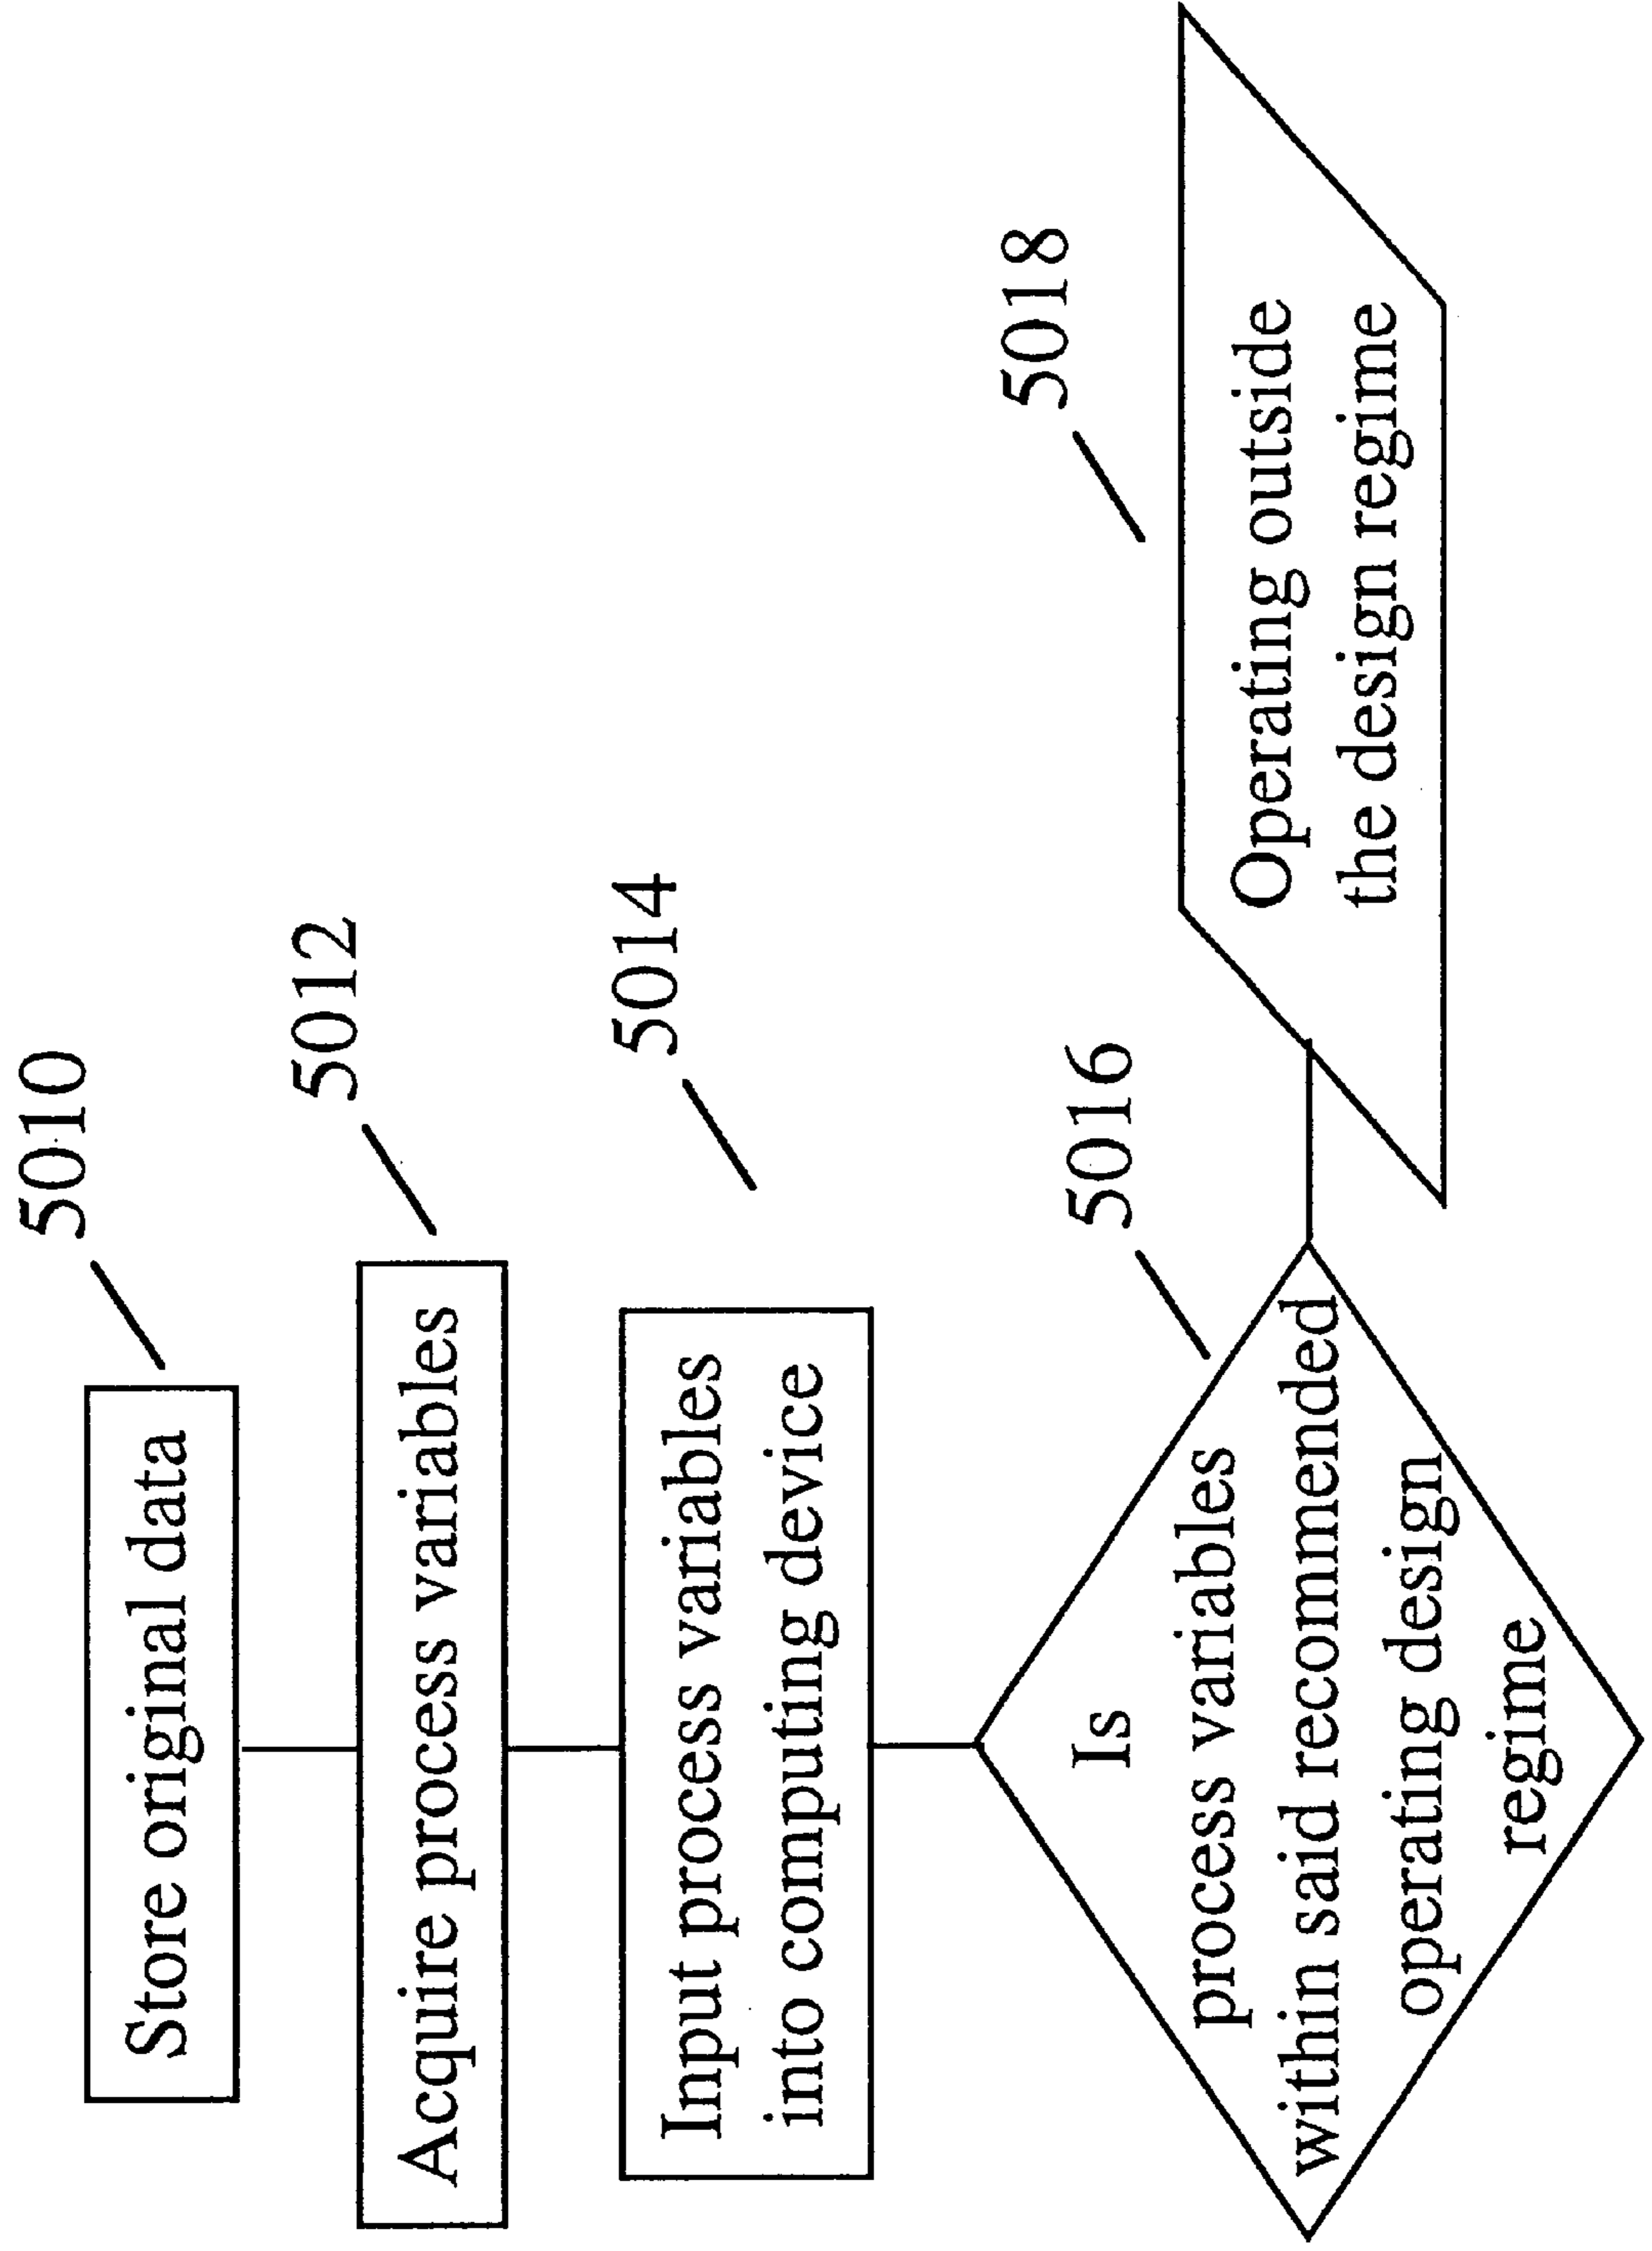 5010
Store original data
5012
Acquire process variables
5014
Input process variables
into computing device
5016
Is
process variables
within said recommended
operating design
regime
5018
Operating outside
the design regime